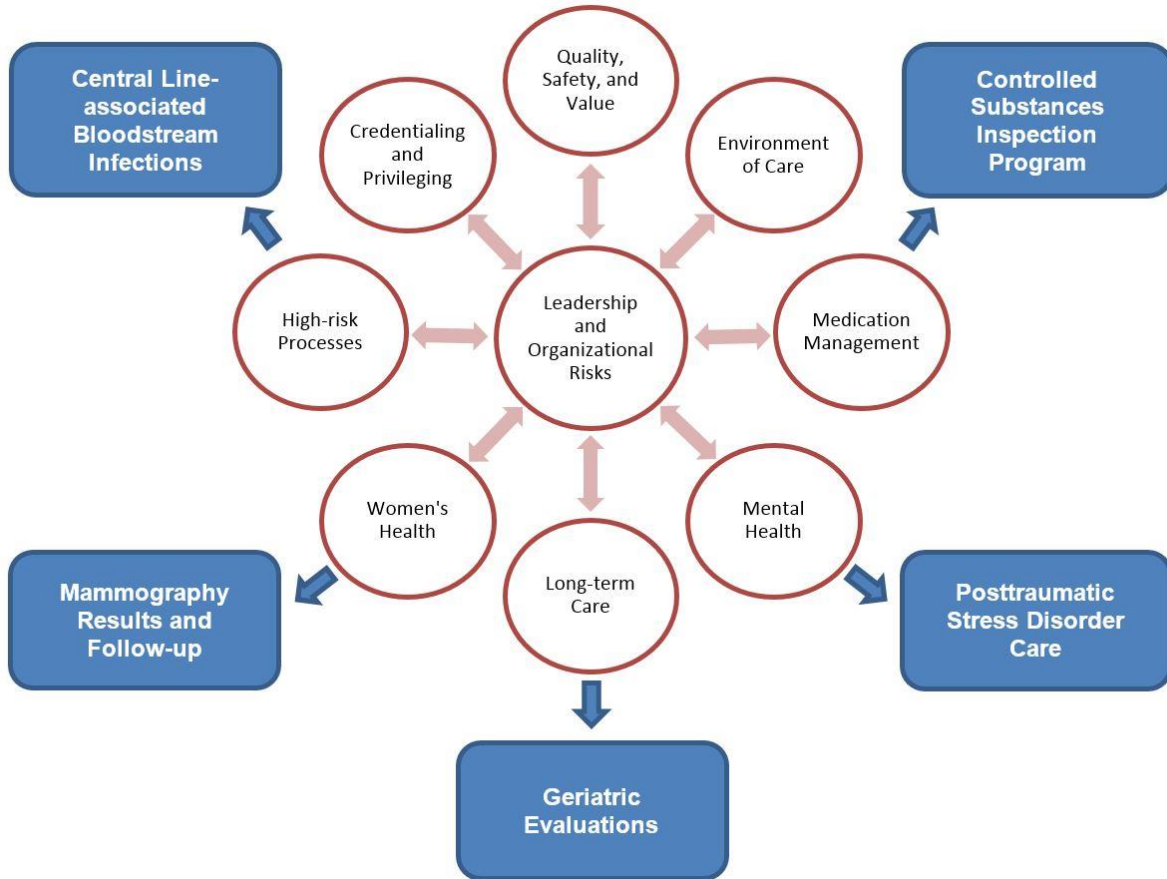 Quality,
Safety, and
Value
Central Line-
associated
Bloodstream
Infections
Credentialing
and
Privileging
Environment
of Care
Controlled
Substances
Inspection
Program
High-risk
Processes
Leadership
and
Organizational
Risks
Medication
Management
Women's
Health
Mental
Health
Long-term
Care
Mammography
Results and
Follow-up
Posttraumatic
Stress Disorder
Care
Geriatric
Evaluations